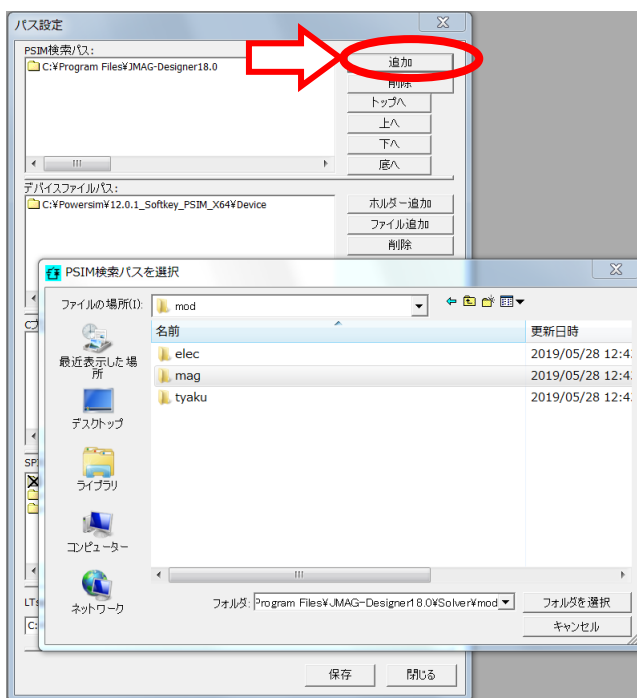 パス設定
PSIM検索パス:
C:¥Program Files¥JMAG-Designer18.0
追加
削除
トップへ
上へ
下へ
底へ
デバイスファイルパス:
C:¥Powersim¥12.0.1_Softkey_PSIM_X64¥Device
ホルダー追加
ファイル追加
削除
PSIM検索パスを選択
ファイルの場所(I):
mod
名前
更新日時
elec
2019/05/28 12:4
mag
2019/05/28 12:4
tyaku
2019/05/28 12:4
最近表示した場
所
デスクトップ
ライブラリ
コンピューター
ネットワーク
フォルダ:
Program Files¥JMAG-Designer18.0¥Solver¥mod
フォルダを選択
キャンセル
Cプ
SP
LTs
C:
保存
閉じる